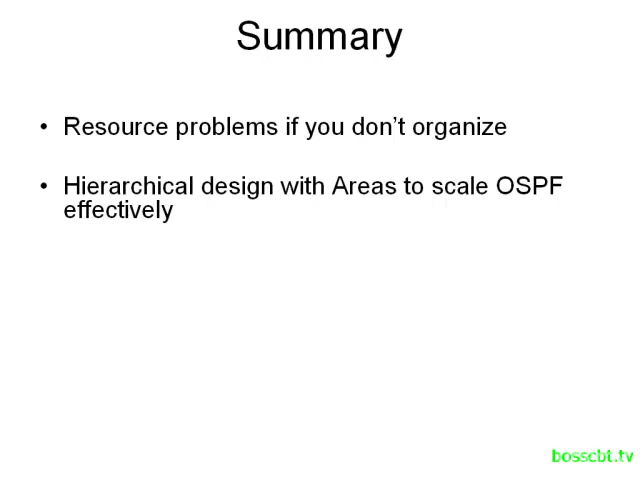 Summary
• Resource problems if you don’t organize
• Hierarchical design with Areas to scale OSPF
effectively
bosscbt.tv